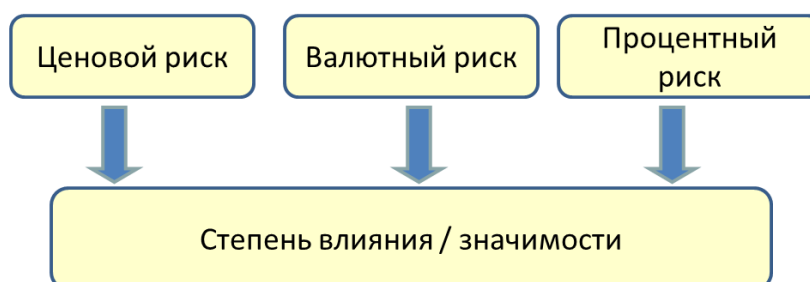 Ценовой риск
Валютный риск
Процентный
риск
Степень влияния / значимости